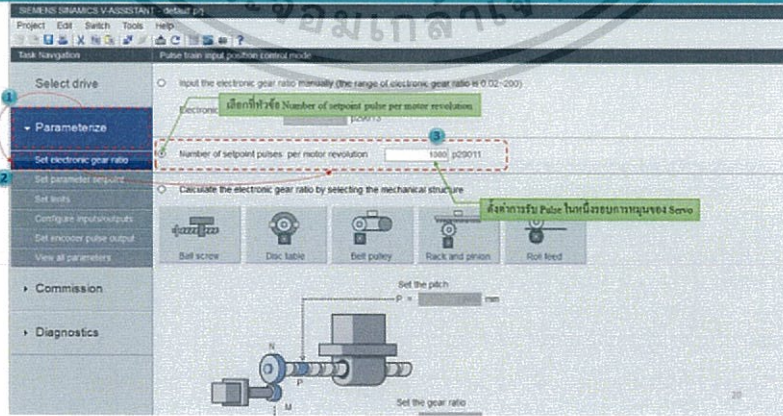 SIEMENS SINAMICS V-ASSISTANT - default.prj
Project Edit Switch Tools Help
Task Navigation
Pulse train input position control mode
Select drive
Input the electronic gear ratio manually (the range of electronic gear ratio is 0.02~200)
Electronic
p29013
เลือกที่หัวข้อ Number of setpoint pulse per motor revolution
1
Parameterize
3
Set electronic gear ratio
Number of setpoint pulses per motor revolution
1000 p29011
2
Set parameter setpoint
Calculate the electronic gear ratio by selecting the mechanical structure
Set limits
ตั้งค่าการรับ Pulse ในหนึ่งรอบการหมุนของ Servo
Configure inputs/outputs
Set encoder pulse output
View all parameters
Ball screw
Disc table
Belt pulley
Rack and pinion
Roll feed
Commission
Set the pitch
P =
mm
Diagnostics
N
P
M
Set the gear ratio
20